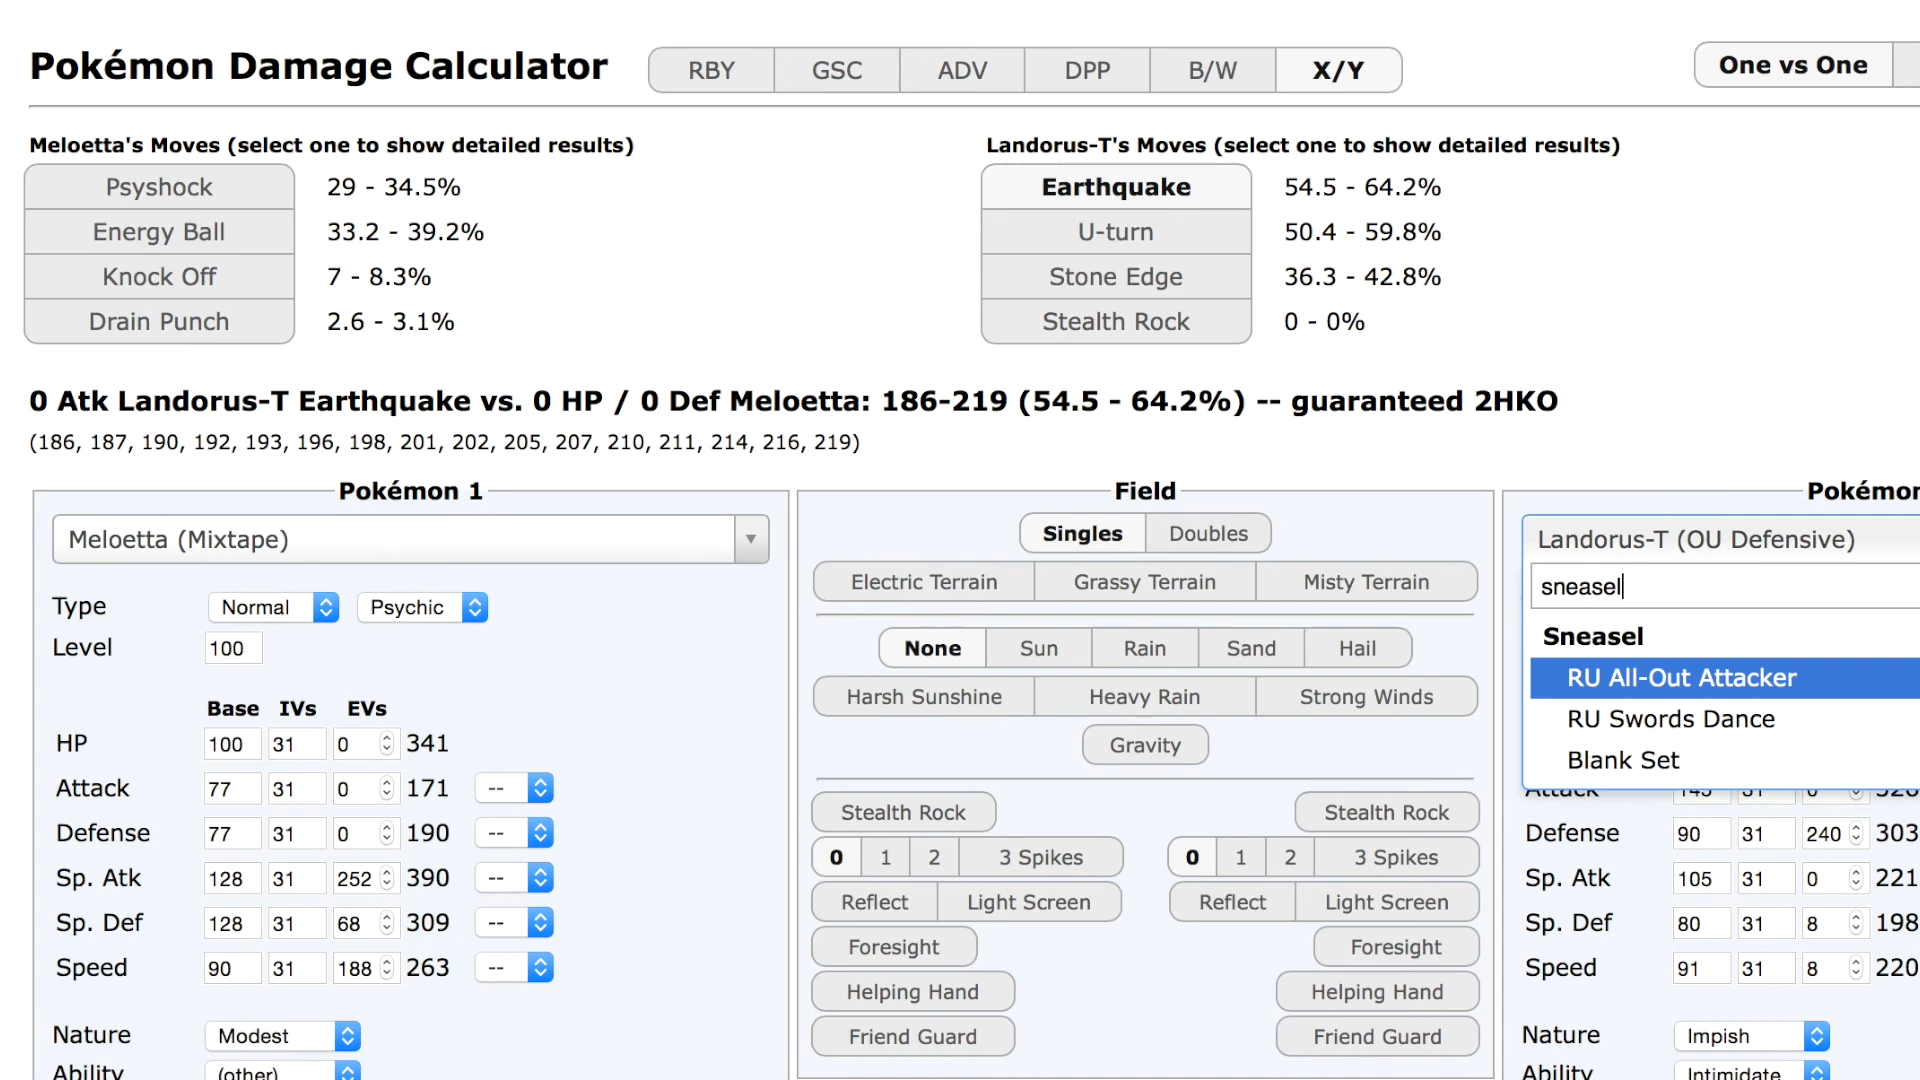 Pokémon Damage Calculator RBY GSC ADV DPP B/W X/Y One vs One
Meloetta's Moves (select one to show detailed results)
Psyshock 29 - 34.5%
Energy Ball 33.2 - 39.2%
Knock Off 7 - 8.3%
Drain Punch 2.6 - 3.1%
Landorus-T's Moves (select one to show detailed results)
Earthquake 54.5 - 64.2%
U-turn 50.4 - 59.8%
Stone Edge 36.3 - 42.8%
Stealth Rock 0 - 0%
0 Atk Landorus-T Earthquake vs. 0 HP / 0 Def Meloetta: 186-219 (54.5 - 64.2%) -- guaranteed 2HKO
(186, 187, 190, 192, 193, 196, 198, 201, 202, 205, 207, 210, 211, 214, 216, 219)
Pokémon 1
Meloetta (Mixtape)
Type Normal Psychic
Level 100
Base IVs EVs
HP 100 31 0 341
Attack 77 31 0 171 --
Defense 77 31 0 190 --
Sp. Atk 128 31 252 390 --
Sp. Def 128 31 68 309 --
Speed 90 31 188 263 --
Nature Modest
Ability (other)
Field
Singles Doubles
Electric Terrain Grassy Terrain Misty Terrain
None Sun Rain Sand Hail
Harsh Sunshine Heavy Rain Strong Winds
Gravity
Stealth Rock Stealth Rock
0 1 2 3 Spikes 0 1 2 3 Spikes
Reflect Light Screen Reflect Light Screen
Foresight Foresight
Helping Hand Helping Hand
Friend Guard Friend Guard
Pokémon
Landorus-T (OU Defensive)
sneasel
Sneasel
RU All-Out Attacker
RU Swords Dance
Blank Set
Attack 145 31 0 326
Defense 90 31 240 303
Sp. Atk 105 31 0 221
Sp. Def 80 31 8 198
Speed 91 31 8 220
Nature Impish
Ability Intimidate